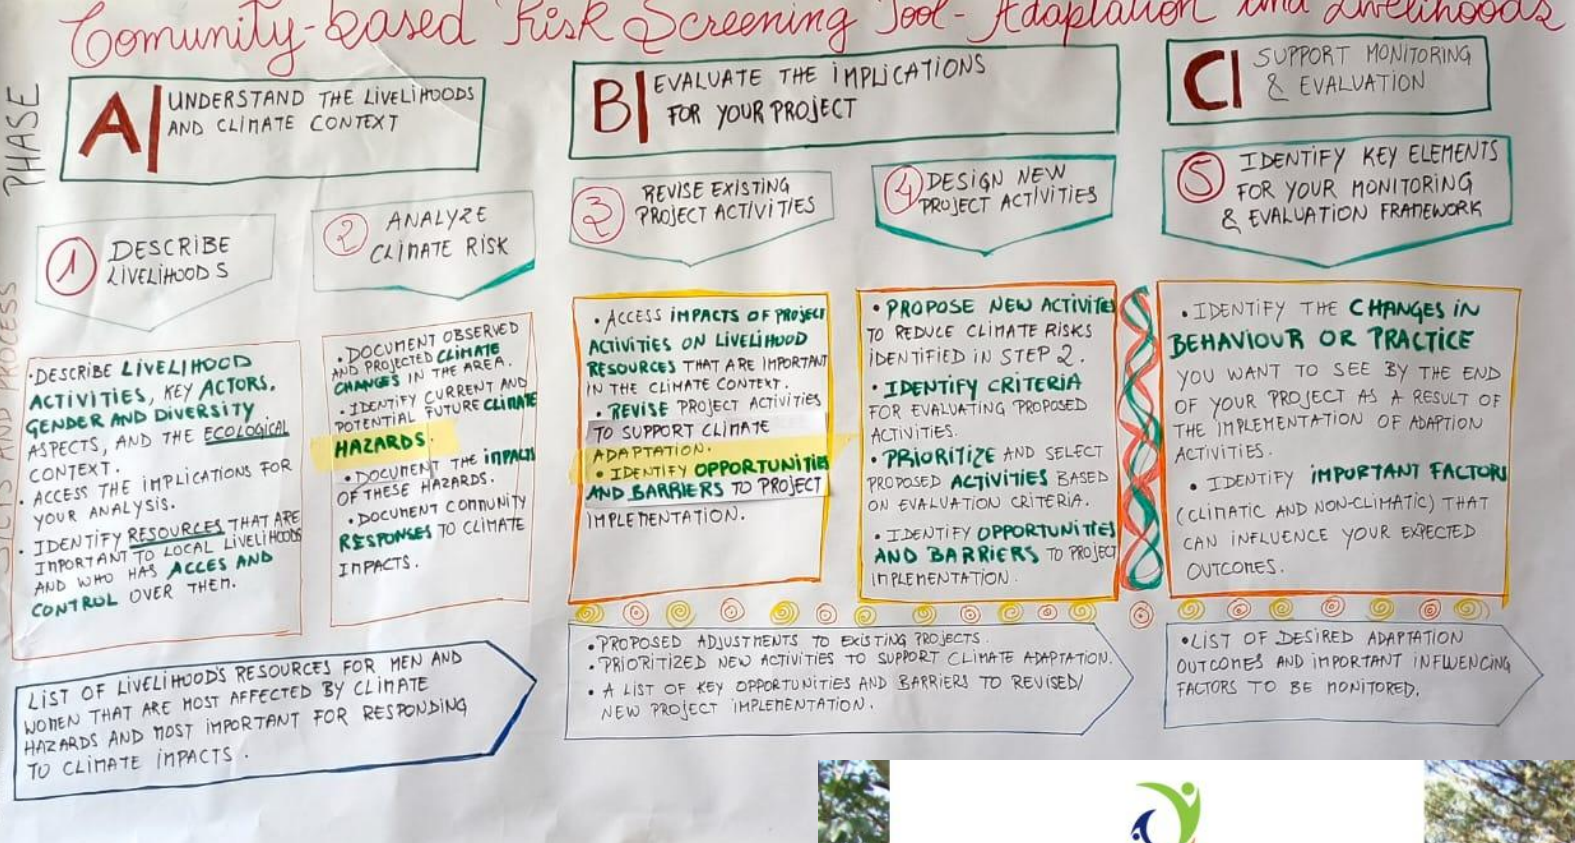 Comunity-based Risk Screening Tool - Adaptation and Livelihoods
PHASE
A| UNDERSTAND THE LIVELIHOODS
AND CLIMATE CONTEXT
B| EVALUATE THE IMPLICATIONS
FOR YOUR PROJECT
C| SUPPORT MONITORING
& EVALUATION
AND PROCESS
1 DESCRIBE
LIVELIHOODS
2 ANALYZE
CLIMATE RISK
3 REVISE EXISTING
PROJECT ACTIVITIES
4 DESIGN NEW
PROJECT ACTIVITIES
5 IDENTIFY KEY ELEMENTS
FOR YOUR MONITORING
& EVALUATION FRAMEWORK
• DESCRIBE LIVELIHOOD
ACTIVITIES, KEY ACTORS,
GENDER AND DIVERSITY
ASPECTS, AND THE ECOLOGICAL
CONTEXT.
• ACCESS THE IMPLICATIONS FOR
YOUR ANALYSIS.
• IDENTIFY RESOURCES THAT ARE
IMPORTANT TO LOCAL LIVELIHOODS
AND WHO HAS ACCES AND
CONTROL OVER THEM.
• DOCUMENT OBSERVED
AND PROJECTED CLIMATE
CHANGES IN THE AREA.
• IDENTIFY CURRENT AND
POTENTIAL FUTURE CLIMATE
HAZARDS.
• DOCUMENT THE IMPACTS
OF THESE HAZARDS.
• DOCUMENT COMMUNITY
RESPONSES TO CLIMATE
IMPACTS.
• ACCESS IMPACTS OF PROJECT
ACTIVITIES ON LIVELIHOOD
RESOURCES THAT ARE IMPORTANT
IN THE CLIMATE CONTEXT.
• REVISE PROJECT ACTIVITIES
TO SUPPORT CLIMATE
ADAPTATION.
• IDENTIFY OPPORTUNITIES
AND BARRIERS TO PROJECT
IMPLEMENTATION.
• PROPOSE NEW ACTIVITIE
TO REDUCE CLIMATE RISKS
IDENTIFIED IN STEP 2.
• IDENTIFY CRITERIA
FOR EVALUATING PROPOSED
ACTIVITIES.
• PRIORITIZE AND SELECT
PROPOSED ACTIVITIES BASED
ON EVALUATION CRITERIA.
• IDENTIFY OPPORTUNITIES
AND BARRIERS TO PROJECT
IMPLEMENTATION.
• IDENTIFY THE CHANGES IN
BEHAVIOUR OR PRACTICE
YOU WANT TO SEE BY THE END
OF YOUR PROJECT AS A RESULT OF
THE IMPLEMENTATION OF ADAPTION
ACTIVITIES.
• IDENTIFY IMPORTANT FACTORS
(CLIMATIC AND NON-CLIMATIC) THAT
CAN INFLUENCE YOUR EXPECTED
OUTCOMES.
LIST OF LIVELIHOOD'S RESOURCES FOR MEN AND
WOMEN THAT ARE MOST AFFECTED BY CLIMATE
HAZARDS AND MOST IMPORTANT FOR RESPONDING
TO CLIMATE IMPACTS.
• PROPOSED ADJUSTMENTS TO EXISTING PROJECTS.
• PRIORITIZED NEW ACTIVITIES TO SUPPORT CLIMATE ADAPTATION.
• A LIST OF KEY OPPORTUNITIES AND BARRIERS TO REVISED/
NEW PROJECT IMPLEMENTATION.
• LIST OF DESIRED ADAPTATION
OUTCOMES AND IMPORTANT INFLUENCING
FACTORS TO BE MONITORED.